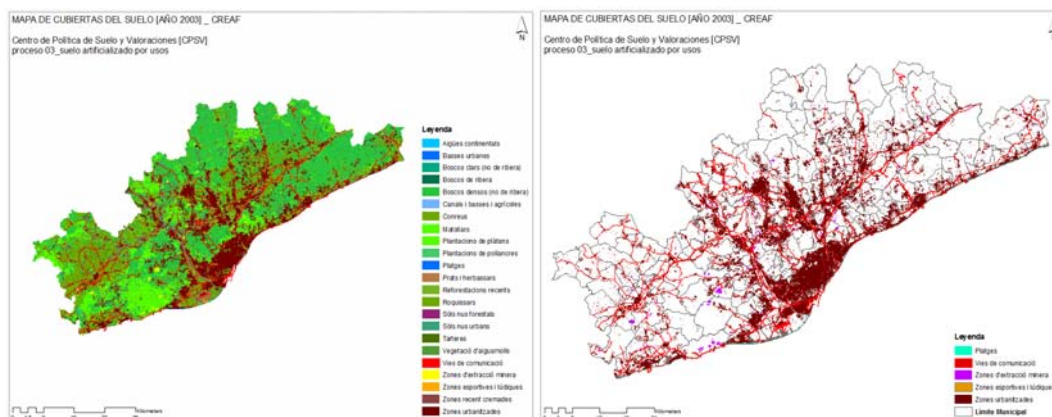 MAPA DE CUBIERTAS DEL SUELO [AÑO 2003] _ CREAF
Centro de Política de Suelo y Valoraciones [CPSV]
proceso 03_suelo artificializado por usos
N
Leyenda
Aigües continentals
Basses urbanes
Boscos clars (no de ribera)
Boscos de ribera
Boscos densos (no de ribera)
Canals i basses i agrícoles
Conreus
Matollars
Plantacions de plàtans
Plantacions de pollancres
Platges
Prats i herbassars
Reforestacions recents
Roquissars
Sòls nus forestals
Sòls nus urbans
Tarteres
Vegetació d'aiguamolls
Vies de comunicació
Zones d'extracció minera
Zones esportives i lúdiques
Zones recent cremades
Zones urbanitzades
Kilometers
MAPA DE CUBIERTAS DEL SUELO [AÑO 2003] _ CREAF
Centro de Política de Suelo y Valoraciones [CPSV]
proceso 03_suelo artificializado por usos
N
Leyenda
Platges
Vies de comunicació
Zones d'extracció minera
Zones esportives i lúdiques
Zones urbanitzades
Límite Municipal
Kilometers